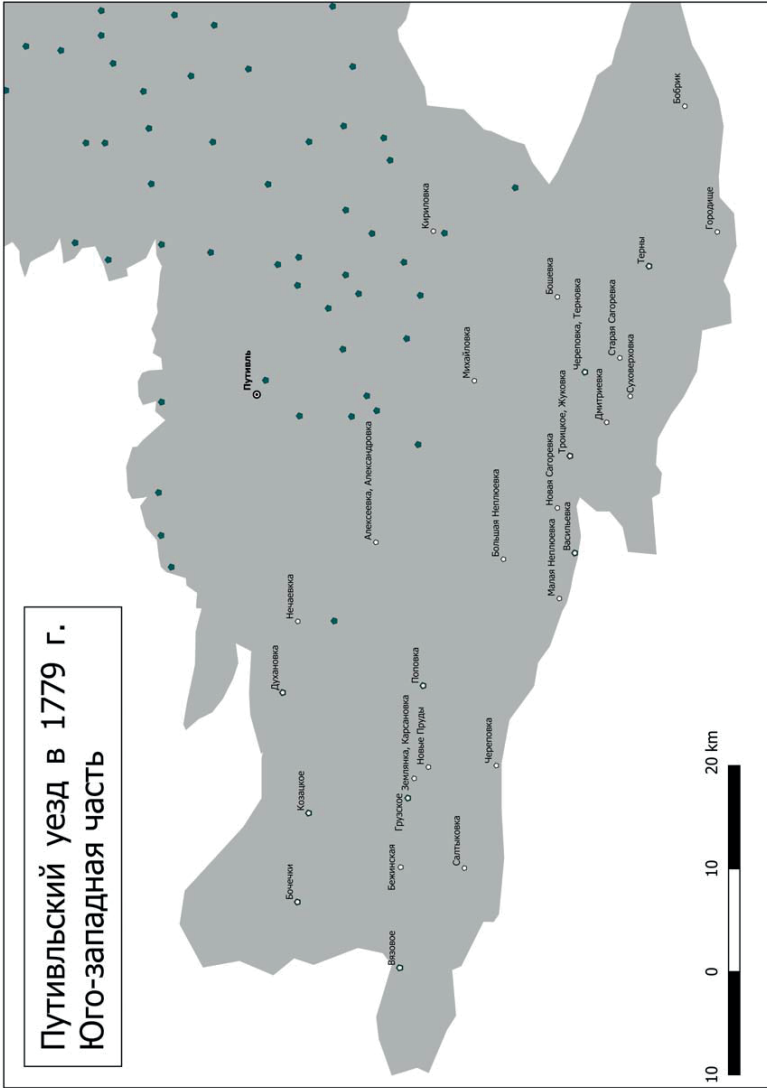 Путивльский уезд в 1779 г.
Юго-западная часть
Путивль
Кириловка
Бобрик
Городище
Терны
Бошевка
Череповка, Терновка
Старая Сагоревка
Суховерховка
Дмитриевка
Михайловка
Троицкое, Жуковка
Новая Сагоревка
Алексеевка, Александровка
Большая Неплюевка
Малая Неплюевка
Васильевка
Нечаевкка
Духановка
Поповка
Козацкое
Землянка, Карсановка
Новые Пруды
Грузское
Череповка
Бочечки
Бежинская
Салтыковка
Вязовое
10 0 10 20 km